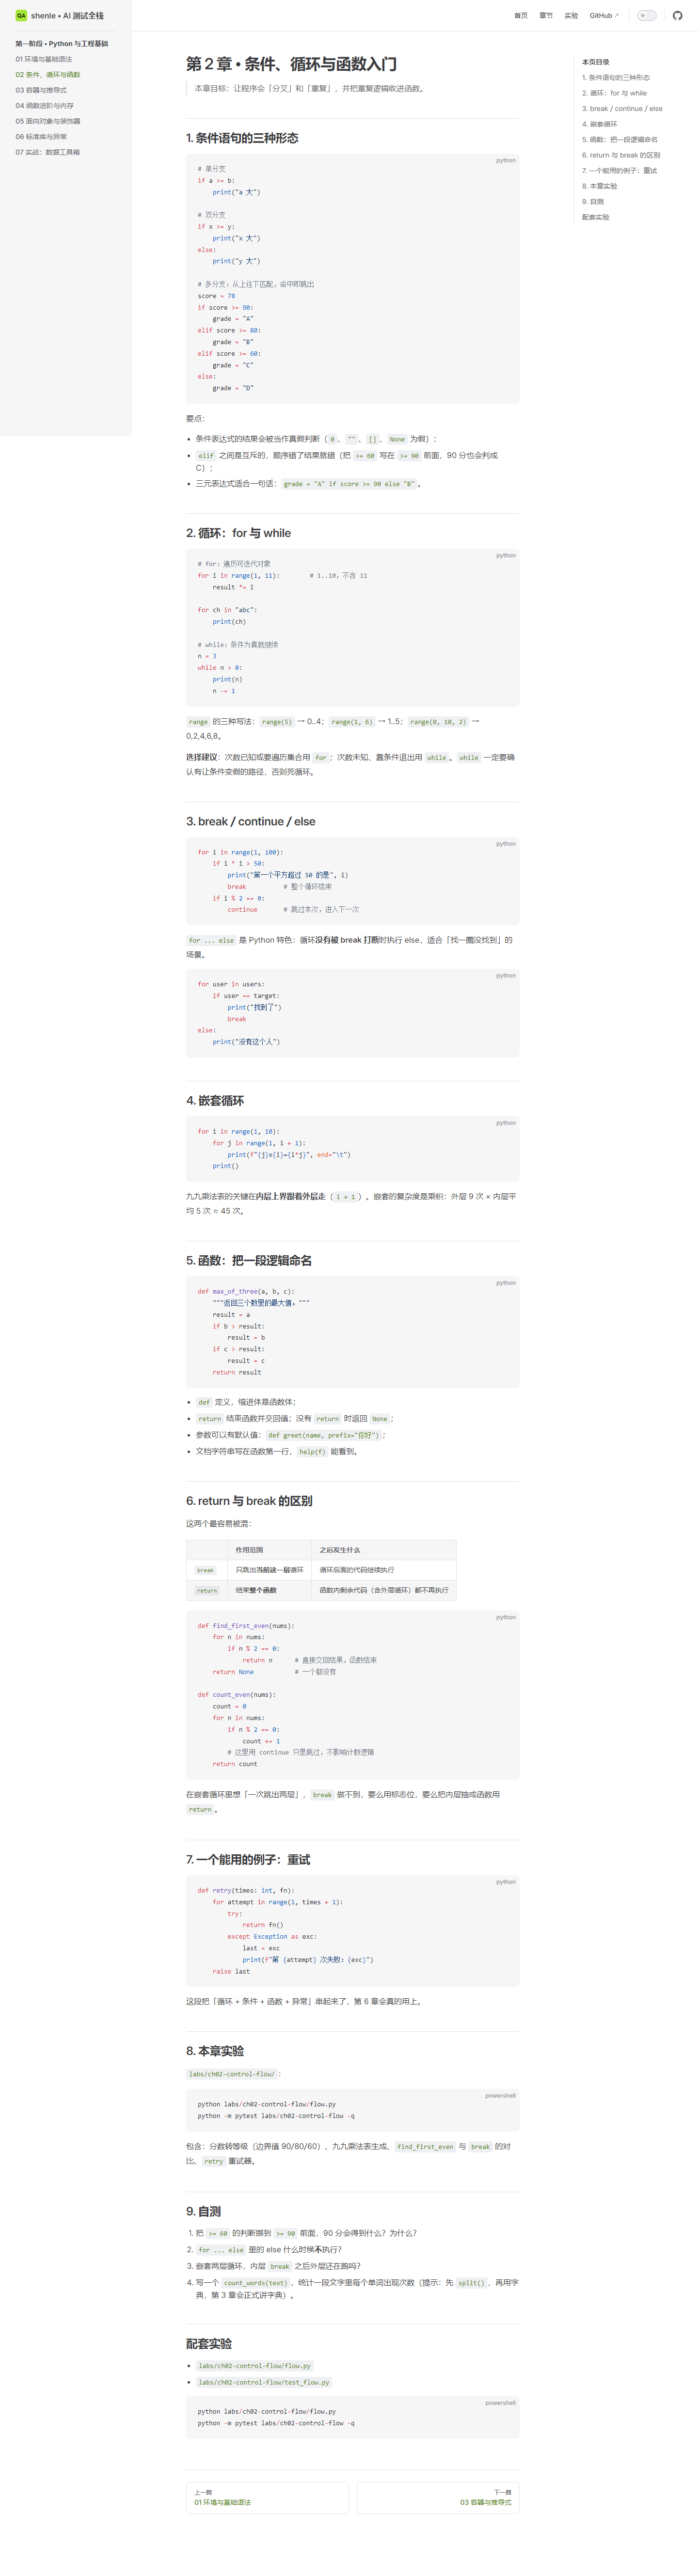 QA shenle • AI 测试全栈
首页 章节 实验 GitHub ↗
第一阶段 • Python 与工程基础
01 环境与基础语法
02 条件、循环与函数
03 容器与推导式
04 函数进阶与内存
05 面向对象与装饰器
06 标准库与异常
07 实战：数据工具箱
第 2 章 • 条件、循环与函数入门
本章目标：让程序会「分叉」和「重复」，并把重复逻辑收进函数。
1. 条件语句的三种形态
python
# 单分支
if a >= b:
    print("a 大")
# 双分支
if x >= y:
    print("x 大")
else:
    print("y 大")
# 多分支：从上往下匹配，命中即跳出
score = 78
if score >= 90:
    grade = "A"
elif score >= 80:
    grade = "B"
elif score >= 60:
    grade = "C"
else:
    grade = "D"
要点：
• 条件表达式的结果会被当作真假判断（ 0 、 "" 、 [] 、 None 为假）；
• elif 之间是互斥的，顺序错了结果就错（把 >= 60 写在 >= 90 前面，90 分也会判成
C）；
• 三元表达式适合一句话： grade = "A" if score >= 90 else "B" 。
2. 循环：for 与 while
python
# for：遍历可迭代对象
for i in range(1, 11):        # 1..10，不含 11
    result *= i
for ch in "abc":
    print(ch)
# while：条件为真就继续
n = 3
while n > 0:
    print(n)
    n -= 1
range 的三种写法： range(5) → 0..4； range(1, 6) → 1..5； range(0, 10, 2) →
0,2,4,6,8。
选择建议：次数已知或要遍历集合用 for ；次数未知、靠条件退出用 while 。 while 一定要确
认有让条件变假的路径，否则死循环。
3. break / continue / else
python
for i in range(1, 100):
    if i * i > 50:
        print("第一个平方超过 50 的是", i)
        break          # 整个循环结束
    if i % 2 == 0:
        continue       # 跳过本次，进入下一次
for ... else 是 Python 特色：循环没有被 break 打断时执行 else，适合「找一圈没找到」的
场景。
python
for user in users:
    if user == target:
        print("找到了")
        break
else:
    print("没有这个人")
4. 嵌套循环
python
for i in range(1, 10):
    for j in range(1, i + 1):
        print(f"{j}x{i}={i*j}", end="\t")
    print()
九九乘法表的关键在内层上界跟着外层走（ i + 1 ）。嵌套的复杂度是乘积：外层 9 次 × 内层平
均 5 次 ≈ 45 次。
5. 函数：把一段逻辑命名
python
def max_of_three(a, b, c):
    """返回三个数里的最大值。"""
    result = a
    if b > result:
        result = b
    if c > result:
        result = c
    return result
• def 定义，缩进体是函数体；
• return 结束函数并交回值；没有 return 时返回 None ；
• 参数可以有默认值： def greet(name, prefix="你好") ；
• 文档字符串写在函数第一行， help(f) 能看到。
6. return 与 break 的区别
这两个最容易被混：
作用范围 之后发生什么
break 只跳出当前这一层循环 循环后面的代码继续执行
return 结束整个函数 函数内剩余代码（含外层循环）都不再执行
python
def find_first_even(nums):
    for n in nums:
        if n % 2 == 0:
            return n      # 直接交回结果，函数结束
    return None           # 一个都没有
def count_even(nums):
    count = 0
    for n in nums:
        if n % 2 == 0:
            count += 1
        # 这里用 continue 只是跳过，不影响计数逻辑
    return count
在嵌套循环里想「一次跳出两层」， break 做不到，要么用标志位，要么把内层抽成函数用
return 。
7. 一个能用的例子：重试
python
def retry(times: int, fn):
    for attempt in range(1, times + 1):
        try:
            return fn()
        except Exception as exc:
            last = exc
            print(f"第 {attempt} 次失败：{exc}")
    raise last
这段把「循环 + 条件 + 函数 + 异常」串起来了，第 6 章会真的用上。
8. 本章实验
labs/ch02-control-flow/ ：
powershell
python labs/ch02-control-flow/flow.py
python -m pytest labs/ch02-control-flow -q
包含：分数转等级（边界值 90/80/60）、九九乘法表生成、 find_first_even 与 break 的对
比、 retry 重试器。
9. 自测
1. 把 >= 60 的判断挪到 >= 90 前面，90 分会得到什么？为什么？
2. for ... else 里的 else 什么时候不执行？
3. 嵌套两层循环，内层 break 之后外层还在跑吗？
4. 写一个 count_words(text) ，统计一段文字里每个单词出现次数（提示：先 split() ，再用字
典，第 3 章会正式讲字典）。
配套实验
• labs/ch02-control-flow/flow.py
• labs/ch02-control-flow/test_flow.py
powershell
python labs/ch02-control-flow/flow.py
python -m pytest labs/ch02-control-flow -q
上一篇
01 环境与基础语法
下一篇
03 容器与推导式
本页目录
1. 条件语句的三种形态
2. 循环：for 与 while
3. break / continue / else
4. 嵌套循环
5. 函数：把一段逻辑命名
6. return 与 break 的区别
7. 一个能用的例子：重试
8. 本章实验
9. 自测
配套实验